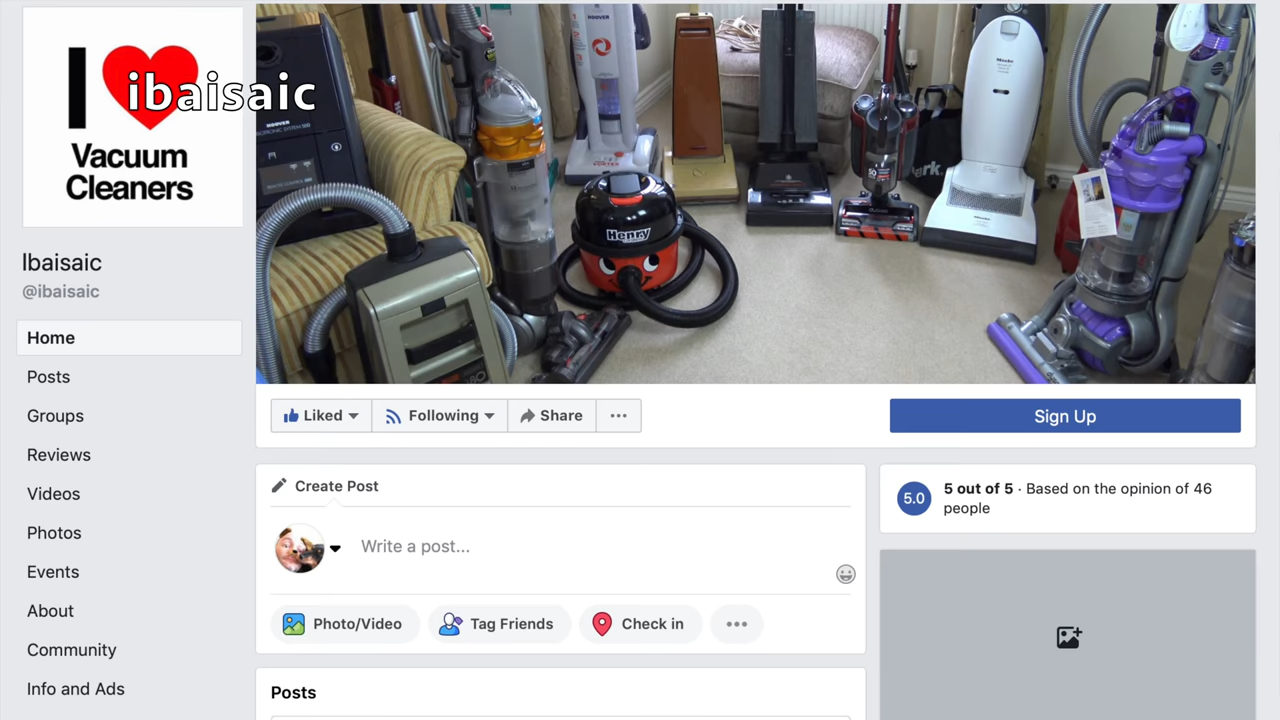 I
ibaisaic
Vacuum
Cleaners
Ibaisaic
@ibaisaic
Home
Posts
Groups
Reviews
Videos
Photos
Events
About
Community
Info and Ads
HOOVER
HOOVER
Henry
Miele
Liked
Following
Share
Sign Up
Create Post
Write a post...
Photo/Video
Tag Friends
Check in
Posts
5.0
5 out of 5 · Based on the opinion of 46
people